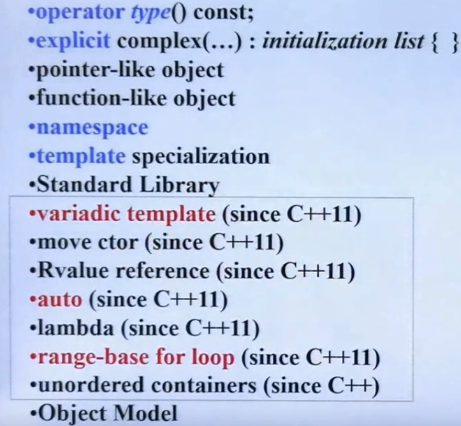 •operator type() const;
•explicit complex(…) : initialization list { }
•pointer-like object
•function-like object
•namespace
•template specialization
•Standard Library
•variadic template (since C++11)
•move ctor (since C++11)
•Rvalue reference (since C++11)
•auto (since C++11)
•lambda (since C++11)
•range-base for loop (since C++11)
•unordered containers (since C++)
•Object Model